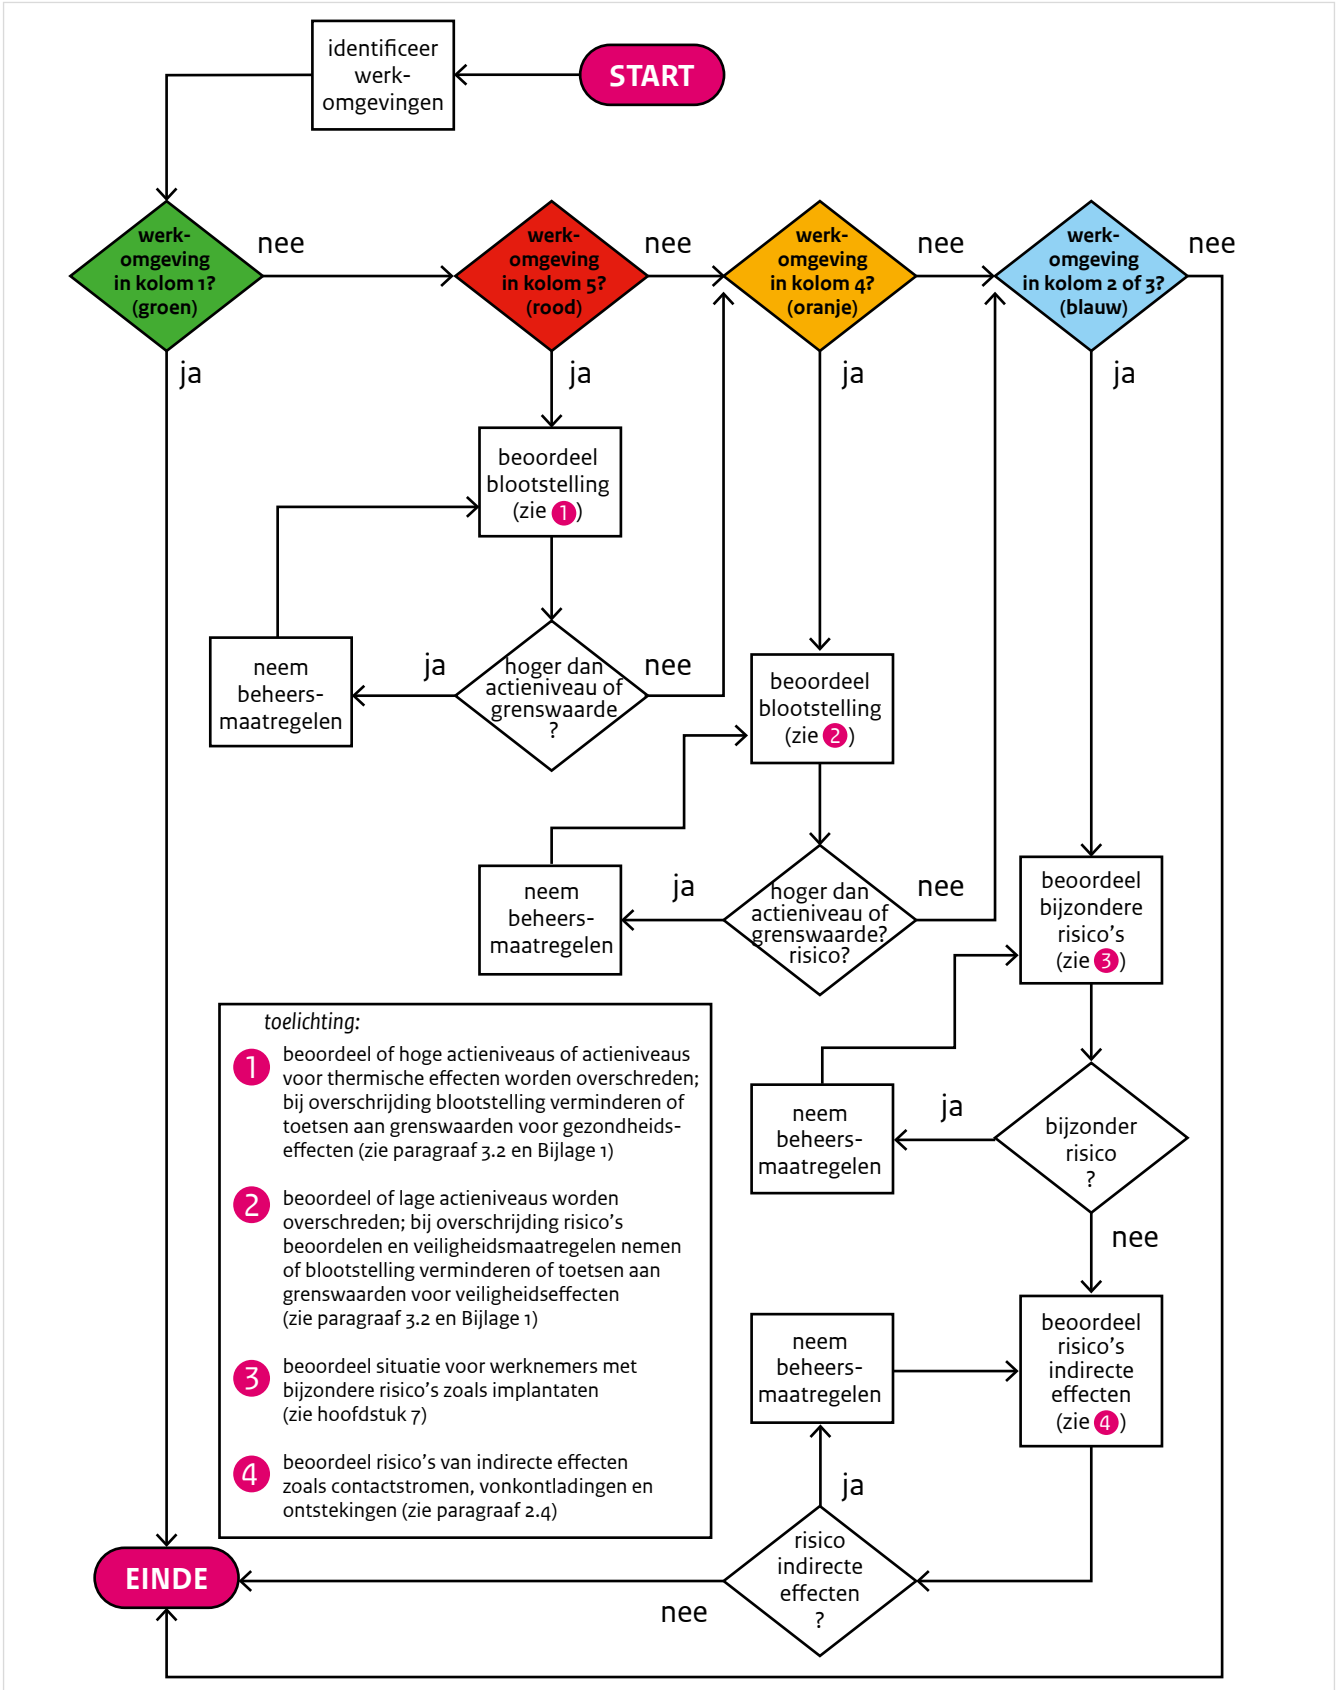 identificeer
werk-
omgevingen
START
werk-
omgeving
in kolom 1?
(groen)
nee
ja
werk-
omgeving
in kolom 5?
(rood)
nee
ja
werk-
omgeving
in kolom 4?
(oranje)
nee
ja
werk-
omgeving
in kolom 2 of 3?
(blauw)
nee
ja
beoordeel
blootstelling
(zie 1)
neem
beheers-
maatregelen
ja
hoger dan
actieniveau of
grenswaarde
?
nee
beoordeel
blootstelling
(zie 2)
neem
beheers-
maatregelen
ja
hoger dan
actieniveau of
grenswaarde?
risico?
nee
beoordeel
bijzondere
risico's
(zie 3)
neem
beheers-
maatregelen
ja
bijzonder
risico
?
nee
beoordeel
risico's
indirecte
effecten
(zie 4)
neem
beheers-
maatregelen
ja
risico
indirecte
effecten
?
nee
toelichting:
1 beoordeel of hoge actieniveaus of actieniveaus
voor thermische effecten worden overschreden;
bij overschrijding blootstelling verminderen of
toetsen aan grenswaarden voor gezondheids-
effecten (zie paragraaf 3.2 en Bijlage 1)
2 beoordeel of lage actieniveaus worden
overschreden; bij overschrijding risico's
beoordelen en veiligheidsmaatregelen nemen
of blootstelling verminderen of toetsen aan
grenswaarden voor veiligheidseffecten
(zie paragraaf 3.2 en Bijlage 1)
3 beoordeel situatie voor werknemers met
bijzondere risico's zoals implantaten
(zie hoofdstuk 7)
4 beoordeel risico's van indirecte effecten
zoals contactstromen, vonkontladingen en
ontstekingen (zie paragraaf 2.4)
EINDE